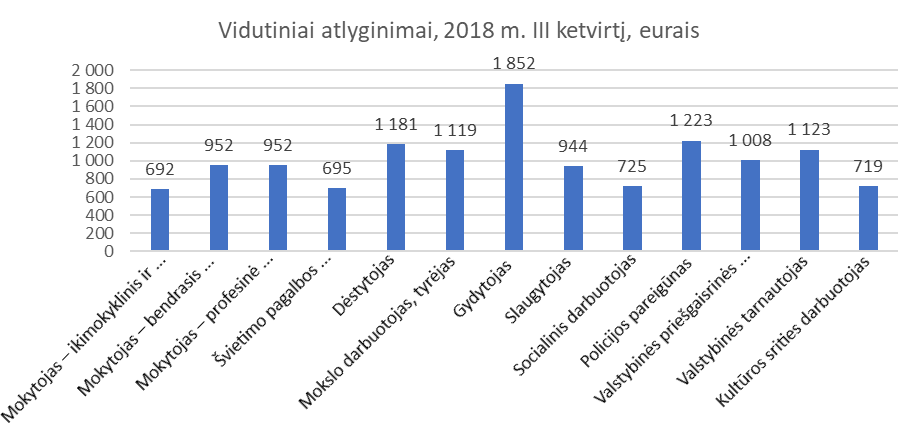 Vidutiniai atlyginimai, 2018 m. III ketvirtį, eurais
2 000
1 800
1 600
1 400
1 200
1 000
800
600
400
200
0
692
952
952
695
1 181
1 119
1 852
944
725
1 223
1 008
1 123
719
Mokytojas – ikimokyklinis ir ...
Mokytojas – bendrasis ...
Mokytojas – profesinė ...
Švietimo pagalbos ...
Dėstytojas
Mokslo darbuotojas, tyrėjas
Gydytojas
Slaugytojas
Socialinis darbuotojas
Policijos pareigūnas
Valstybinės priešgaisrinės ...
Valstybinės tarnautojas
Kultūros srities darbuotojas